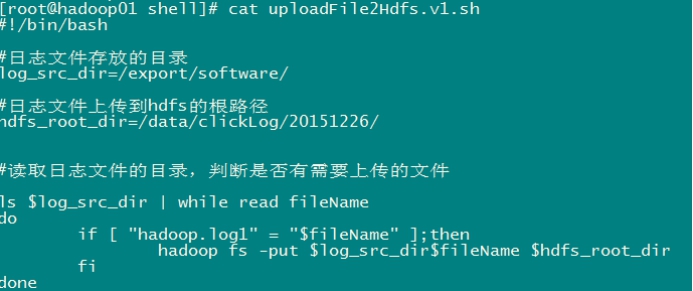 [root@hadoop01 shell]# cat uploadFile2Hdfs.v1.sh
#!/bin/bash
#日志文件存放的目录
log_src_dir=/export/software/
#日志文件上传到hdfs的根路径
hdfs_root_dir=/data/clickLog/20151226/
#读取日志文件的目录，判断是否有需要上传的文件
ls $log_src_dir | while read fileName
do
if [ "hadoop.log1" = "$fileName" ];then
hadoop fs -put $log_src_dir$fileName $hdfs_root_dir
fi
done